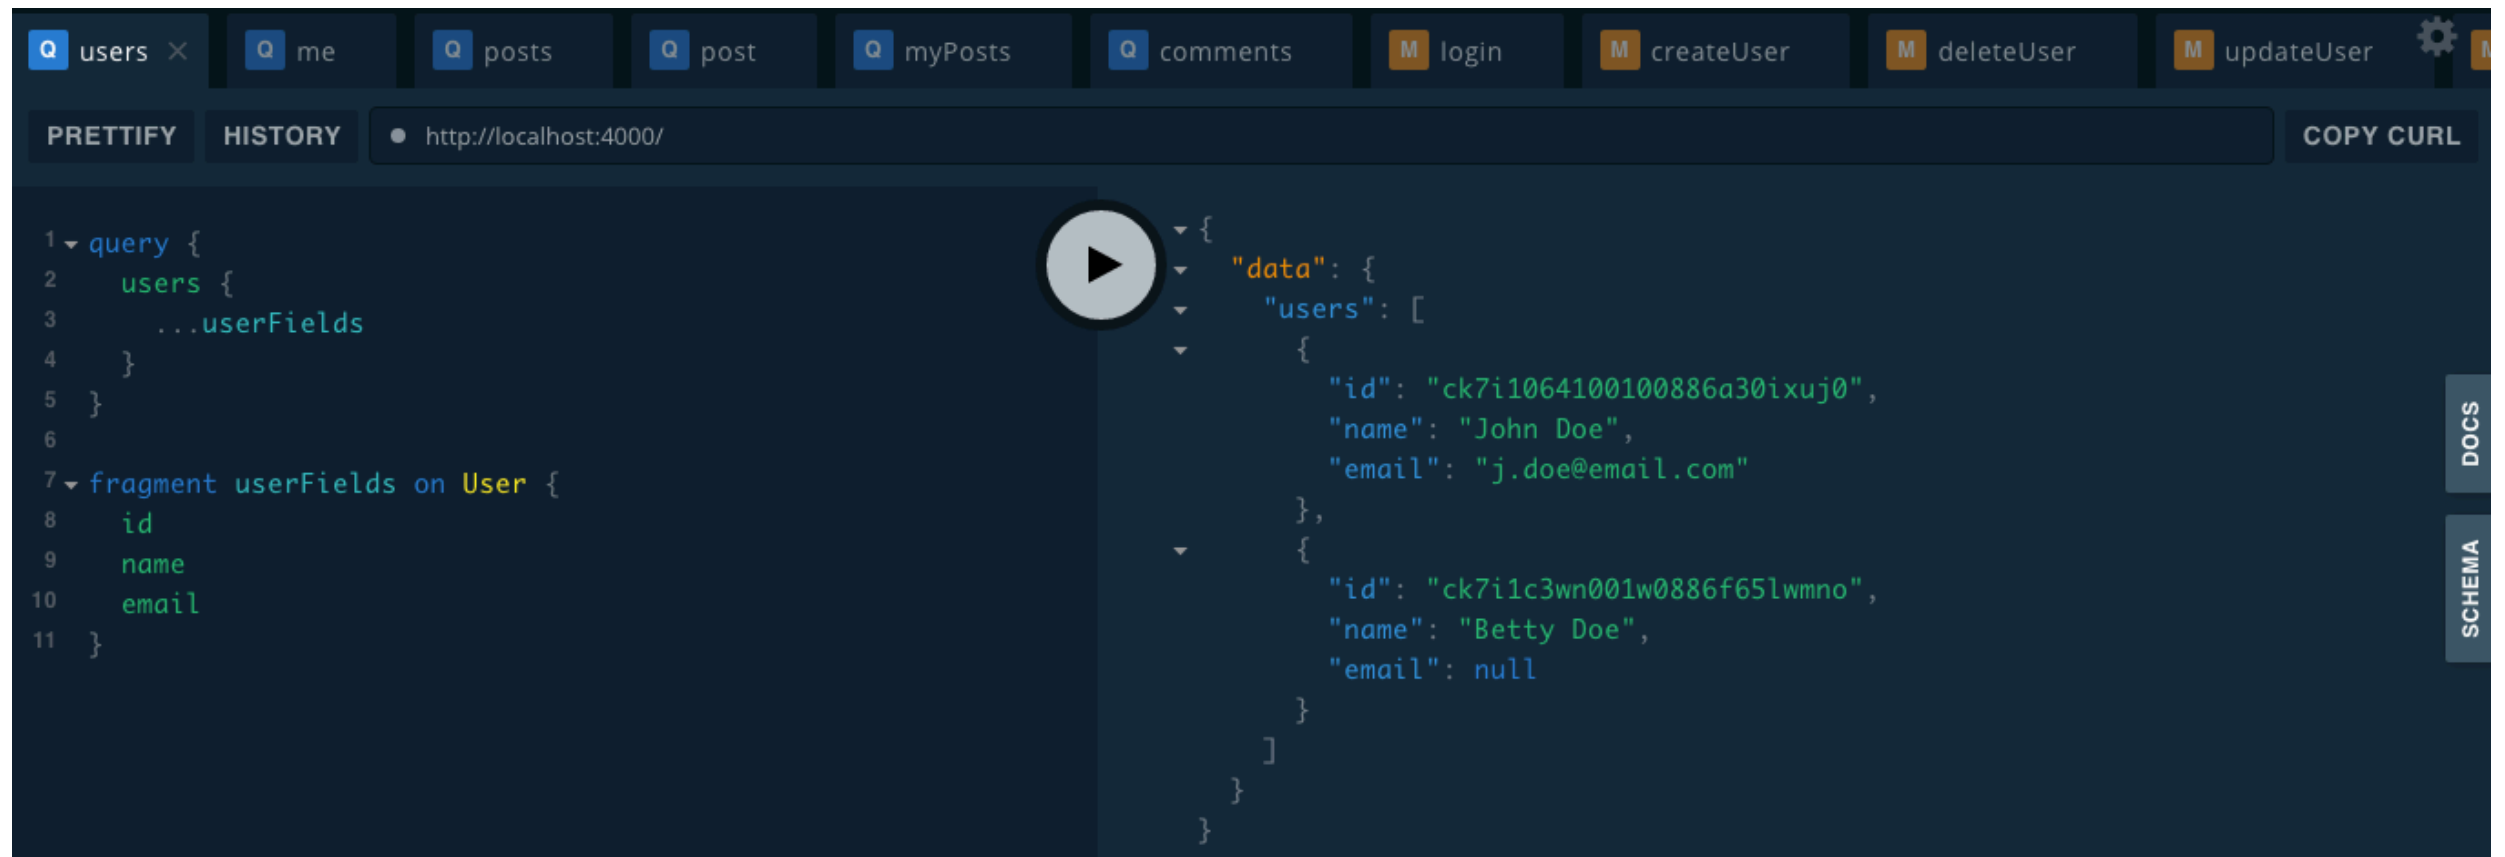 Q users × Q me Q posts Q post Q myPosts Q comments M login M createUser M deleteUser M updateUser M
PRETTIFY HISTORY http://localhost:4000/ COPY CURL
1 query {
2 users {
3 ...userFields
4 }
5 }
6
7 fragment userFields on User {
8 id
9 name
10 email
11 }
{
"data": {
"users": [
{
"id": "ck7i1064100100886a30ixuj0",
"name": "John Doe",
"email": "j.doe@email.com"
},
{
"id": "ck7i1c3wn001w0886f65lwmno",
"name": "Betty Doe",
"email": null
}
]
}
}
DOCS
SCHEMA